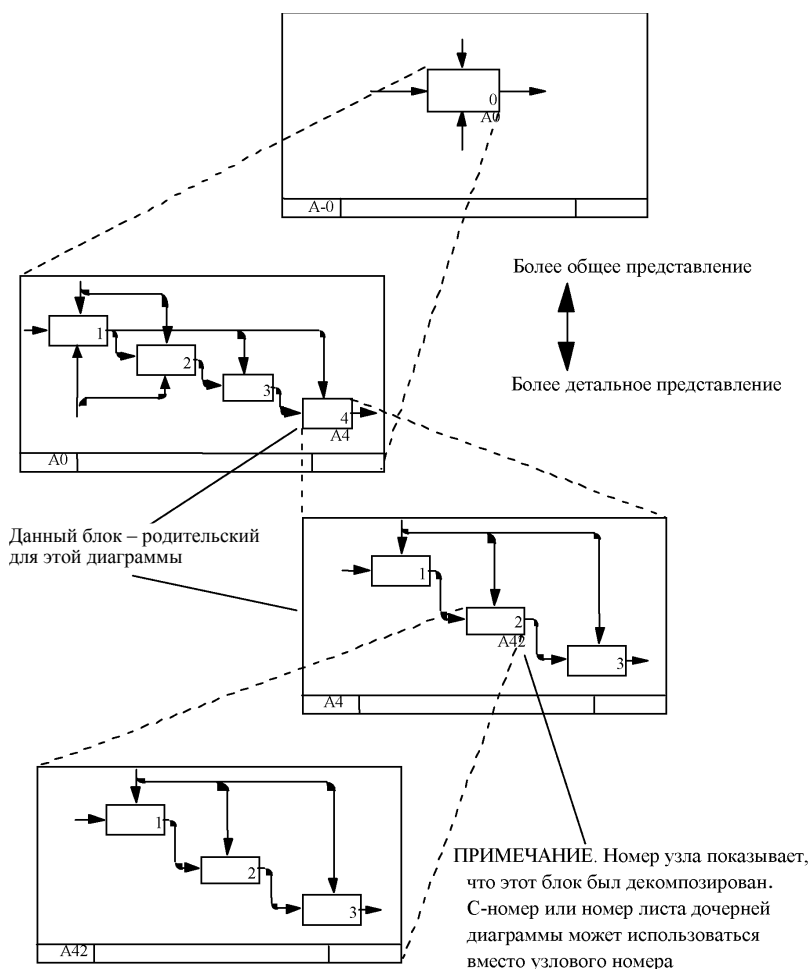 0
A0
A-0
Более общее представление
Более детальное представление
1
2
3
4
A4
A0
Данный блок – родительский
для этой диаграммы
1
2
A42
3
A4
1
2
3
A42
ПРИМЕЧАНИЕ. Номер узла показывает,
что этот блок был декомпозирован.
С-номер или номер листа дочерней
диаграммы может использоваться
вместо узлового номера